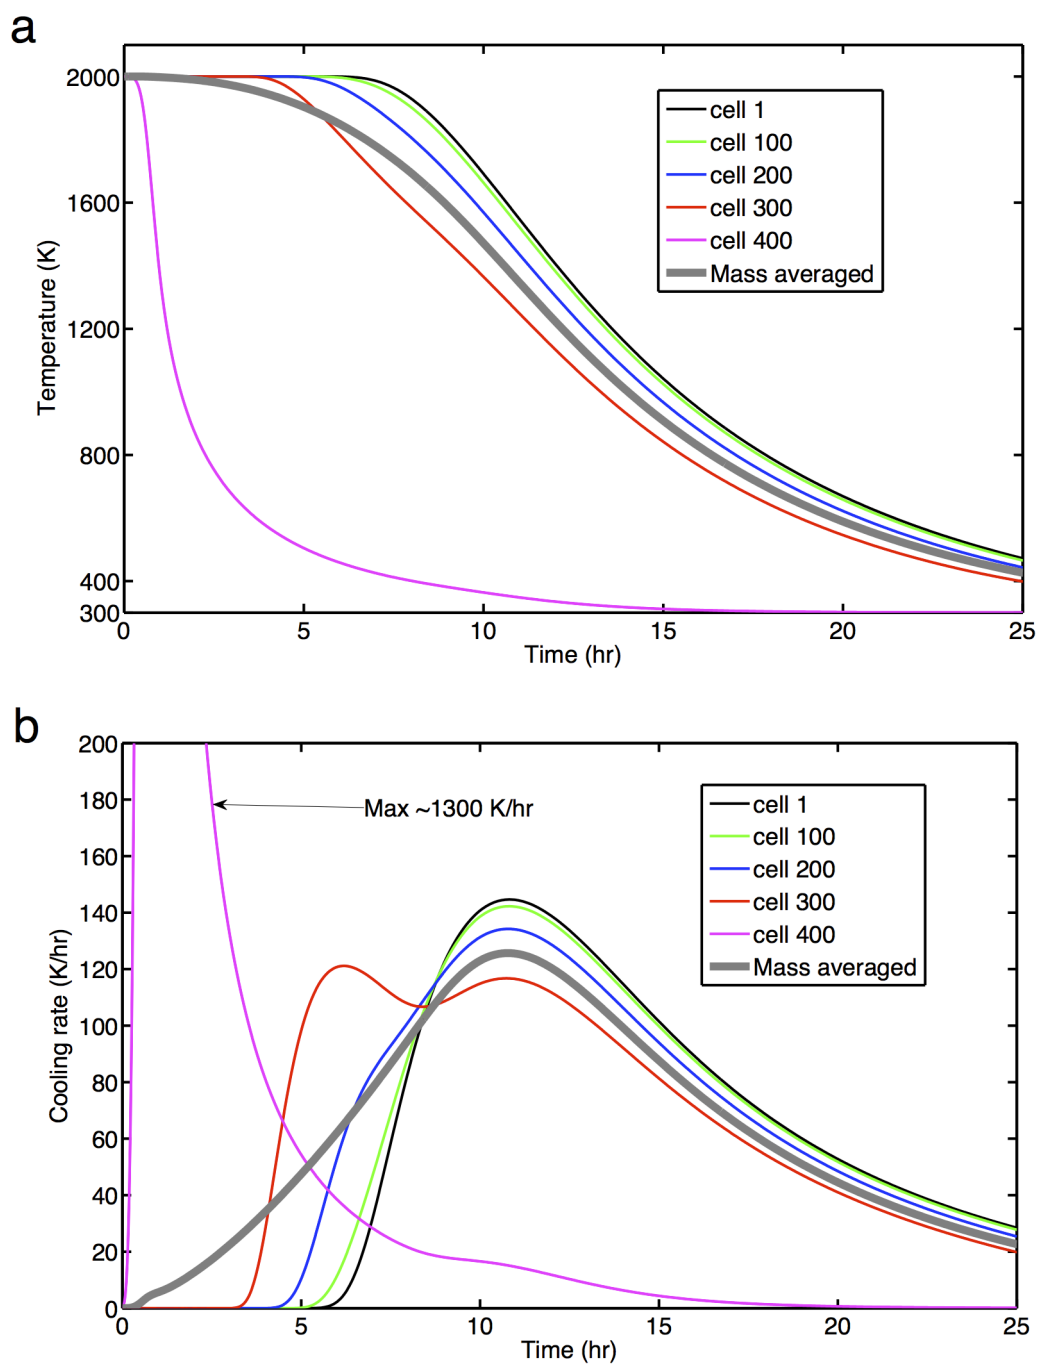 a
2000
1600
1200
800
400
300
Temperature (K)
cell 1
cell 100
cell 200
cell 300
cell 400
Mass averaged
0 5 10 15 20 25
Time (hr)
b
200
180
160
140
120
100
80
60
40
20
0
Cooling rate (K/hr)
Max ~1300 K/hr
cell 1
cell 100
cell 200
cell 300
cell 400
Mass averaged
0 5 10 15 20 25
Time (hr)